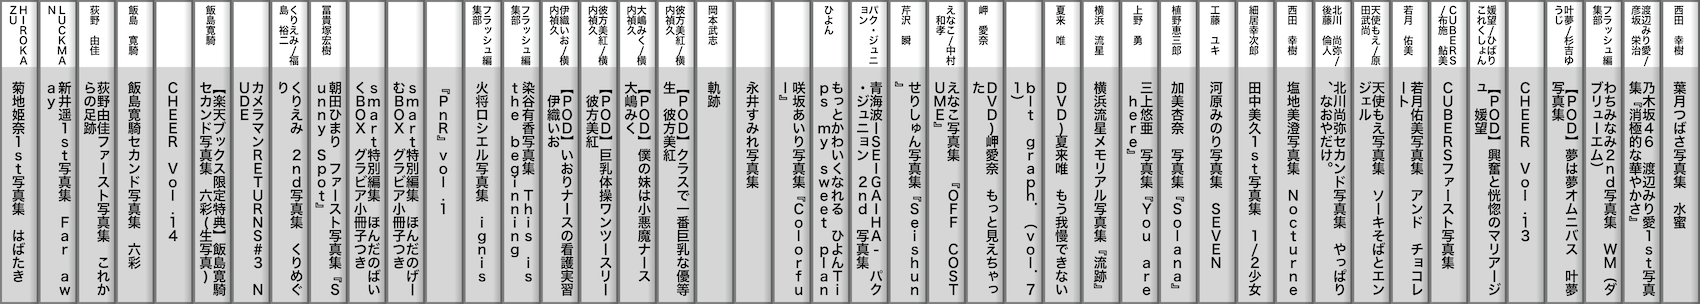 西田 幸樹
葉月つばさ写真集 水蜜
渡辺みり愛/
彦坂 栄治
乃木坂46 渡辺みり愛1st写真
集『消極的な華やかさ』
フラッシュ編
集部
わちみなみ2nd写真集 WM(ダ
ブリューエム)
叶夢/杉吉ゆ
うじ
【POD】夢は夢オムニバス 叶夢
写真集
CHEER Vol.13
媛望/ひばり
これくしょん
【POD】興奮と恍惚のマリアージ
ュ 媛望
CUBERS
/布施 鮎美
CUBERSファースト写真集
若月 佑美
若月佑美写真集 アンド チョコレ
ート
天使もえ/原
田武尚
天使もえ写真集 ソーキそばとエン
ジェル
北川 尚弥/
後藤 倫人
北川尚弥セカンド写真集 やっぱり
、なおやだけ。
西田 幸樹
塩地美澄写真集 Nocturne
細居幸次郎
田中美久1st写真集 1/2少女
工藤 ユキ
河原みのり写真集 SEVEN
植野恵三郎
加美杏奈 写真集 『Solana』
上野 勇
三上悠亜 写真集 『You are
here』
横浜 流星
横浜流星メモリアル写真集『流跡』
夏来 唯
DVD)夏来唯 もう我慢できない
blt graph. (vol.7
1)
岬 愛奈
DVD)岬愛奈 もっと見えちゃっ
た
えなこ/中村
和孝
えなこ写真集 『OFF COST
UME』
芹沢 瞬
せりしゅん写真集『Seishun
』
パク・ジュニ
ョン
青海波ーSEIGAIHA- パク
・ジュニョン 2nd 写真集
ひよん
もっとかわいくなれる ひよんTi
ps my sweet plan
咲坂あいり写真集『Colorfu
l』
永井すみれ写真集
岡本武志
軌跡
彼方美紅/横
内禎久
【POD】クラスで一番巨乳な優等
生 彼方美紅
大嶋みく/横
内禎久
【POD】僕の妹は小悪魔ナース
大嶋みく
彼方美紅/横
内禎久
【POD】巨乳体操ワンツースリー
彼方美紅
伊織いお/横
内禎久
【POD】いおりナースの看護実習
伊織いお
フラッシュ編
集部
染谷有香写真集 This is
the beginning
フラッシュ編
集部
火将ロシエル写真集 ignis
『PnR』vol.1
smart特別編集 ほんだのげー
むBOX グラビア小冊子つき
smart特別編集 ほんだのばい
くBOX グラビア小冊子つき
冨貴塚宏樹
朝田ひまり ファースト写真集『S
unny Spot』
くりえみ/福
島 裕二
くりえみ 2nd写真集 くりめぐ
り
カメラマンRETURNS#3 N
UDE
飯島寛騎
【楽天ブックス限定特典】飯島寛騎
セカンド写真集 六彩(生写真)
CHEER Vol.14
飯島 寛騎
飯島寛騎セカンド写真集 六彩
荻野 由佳
荻野由佳ファースト写真集 これか
らの足跡
LUCKMA
N
新井遥1st写真集 Far aw
ay
HIROKA
ZU
菊地姫奈1st写真集 はばたき